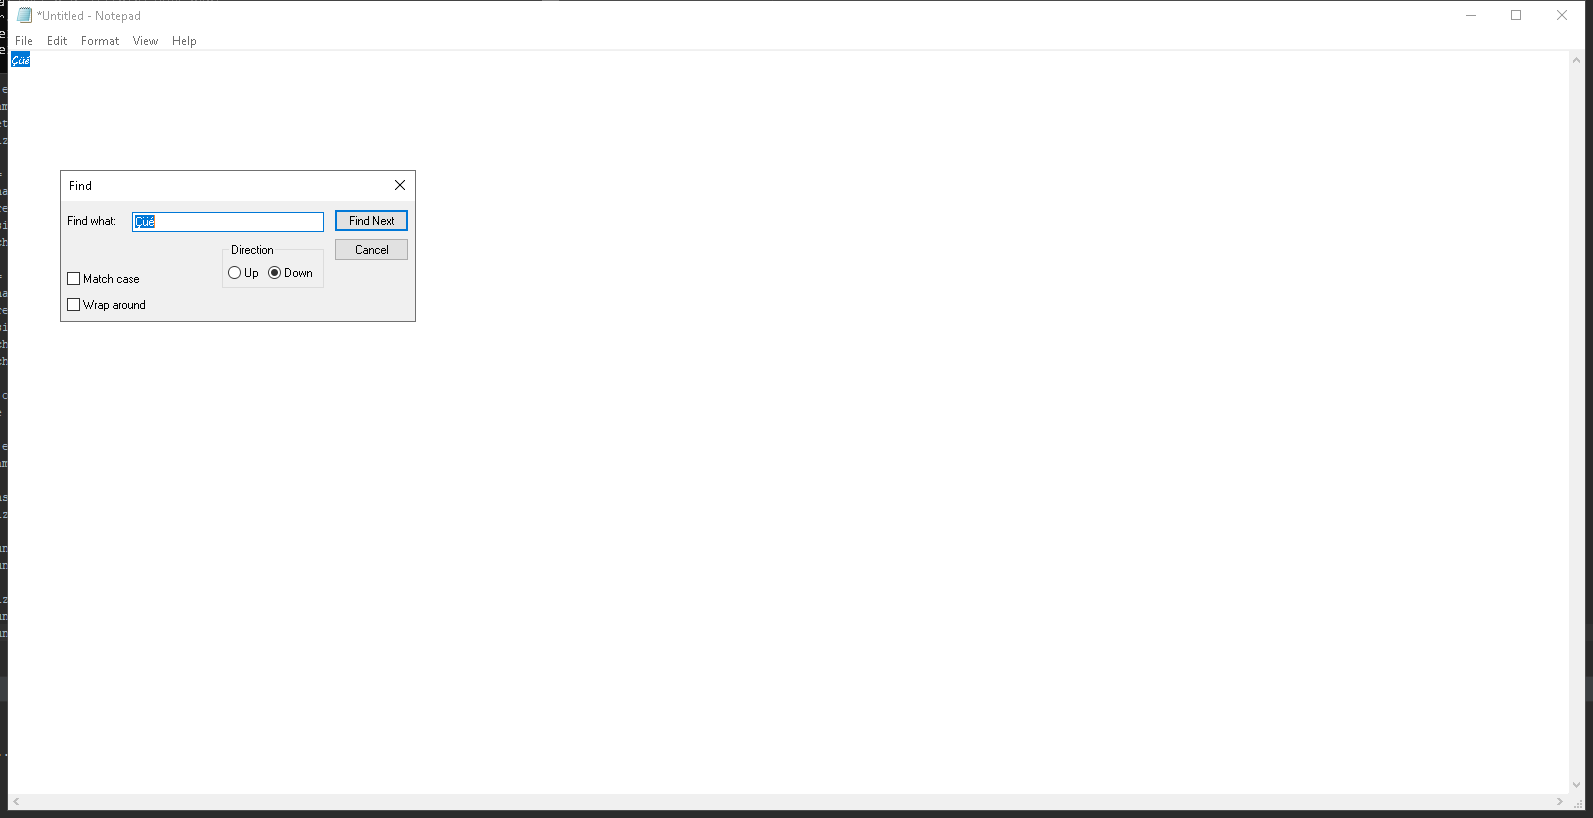 *Untitled - Notepad
File Edit Format View Help
Çüé
Find
Find what: Çüé Find Next
Direction Cancel
Up Down
Match case
Wrap around